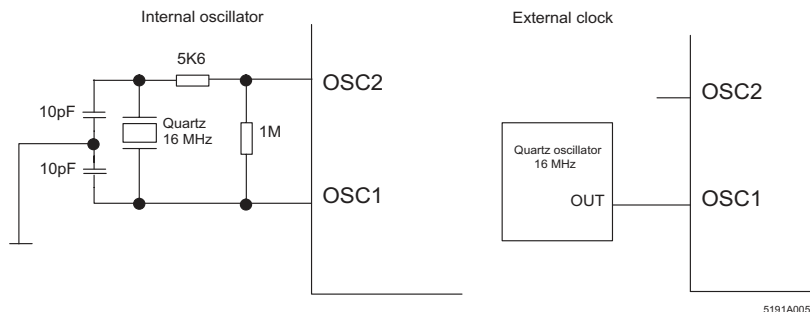 Internal oscillator
5K6
OSC2
10pF
Quartz
16 MHz
1M
10pF
OSC1
External clock
OSC2
Quartz oscillator
16 MHz
OUT
OSC1
5191A005